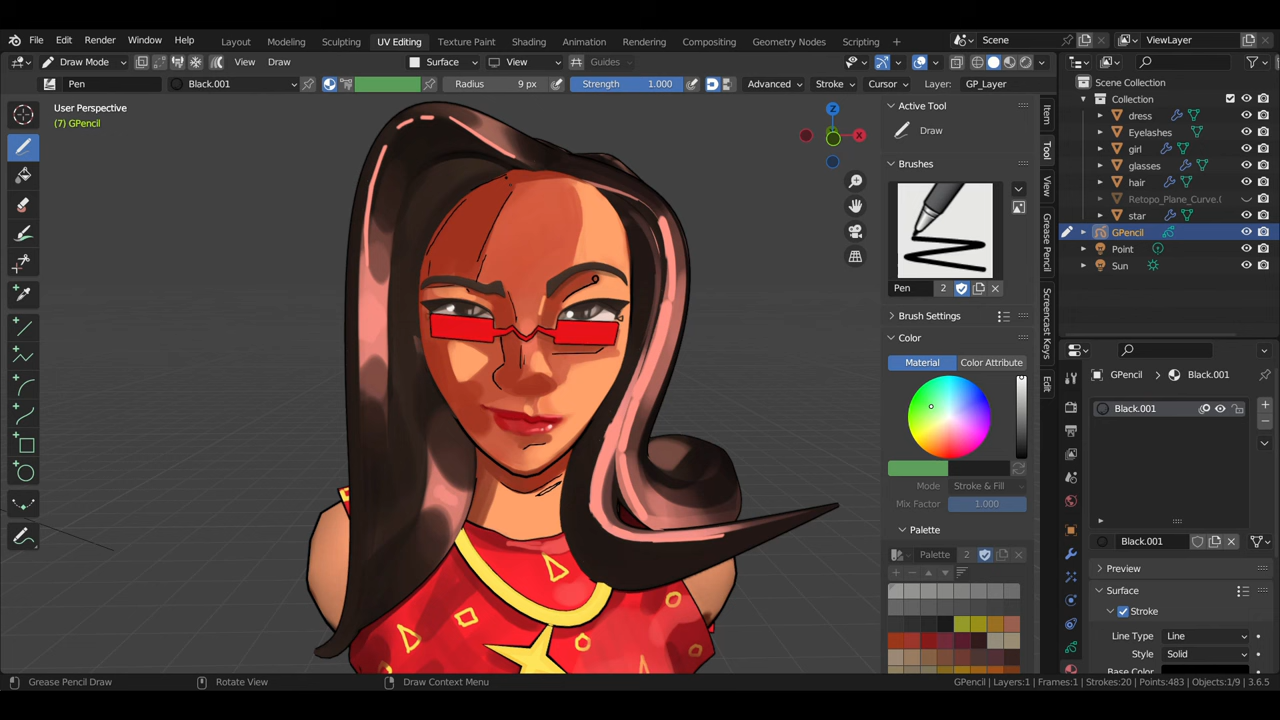 File Edit Render Window Help Layout Modeling Sculpting UV Editing Texture Paint Shading Animation Rendering Compositing Geometry Nodes Scripting + Scene ViewLayer
Draw Mode View Draw Surface View Guides
Pen Black.001 Radius 9 px Strength 1.000 Advanced Stroke Cursor Layer: GP_Layer
User Perspective
(7) GPencil
Z
X
Active Tool
Draw
Brushes
Pen 2
Brush Settings
Color
Material Color Attribute
Mode Stroke & Fill
Mix Factor 1.000
Palette
Palette 2
Item
Tool
View
Grease Pencil
Screencast Keys
Edit
Scene Collection
Collection
dress
Eyelashes
girl
glasses
hair
Retopo_Plane_Curve.(
star
GPencil
Point
Sun
GPencil > Black.001
Black.001
Black.001
Preview
Surface
Stroke
Line Type Line
Style Solid
Base Color
Grease Pencil Draw Rotate View Draw Context Menu GPencil | Layers:1 | Frames:1 | Strokes:20 | Points:483 | Objects:1/9 | 3.6.5